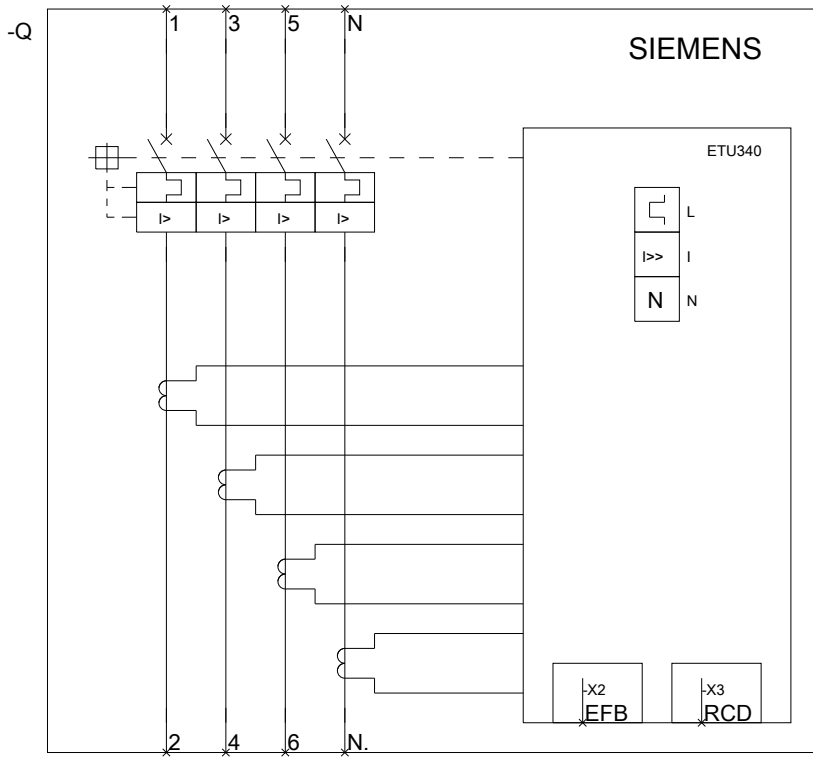 -Q
1 3 5 N
SIEMENS
ETU340
L
I> I> I> I>
I>> I
N N
-X2 -X3
EFB RCD
2 4 6 N.